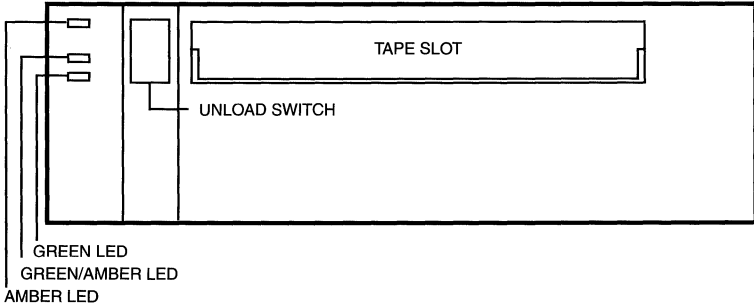 TAPE SLOT
UNLOAD SWITCH
GREEN LED
GREEN/AMBER LED
AMBER LED